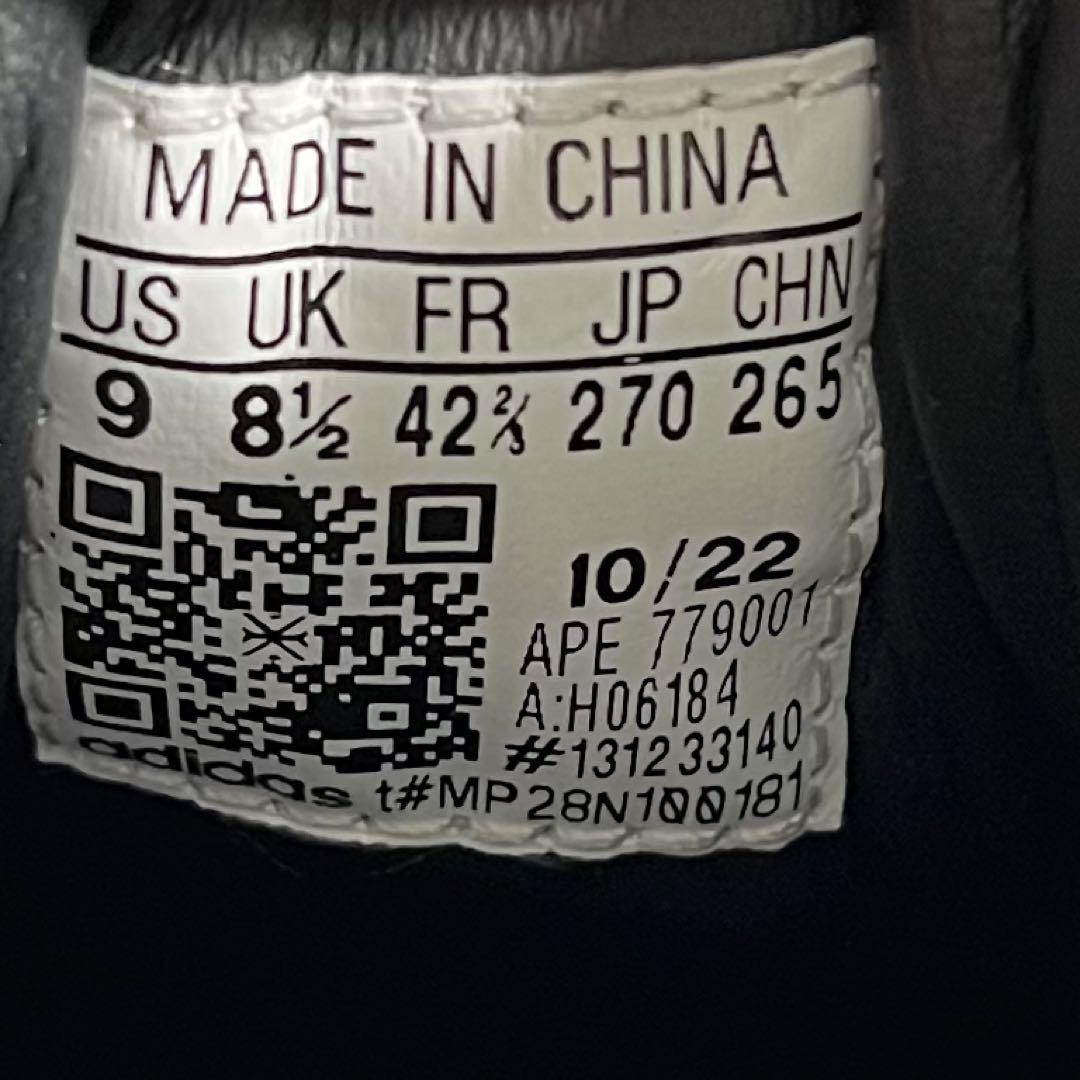 MADE IN CHINA
US UK FR JP CHN
9 8½ 42⅔ 270 265
10/22
APE 779001
A:H06184
#131233140
adidas t#MP28N100181